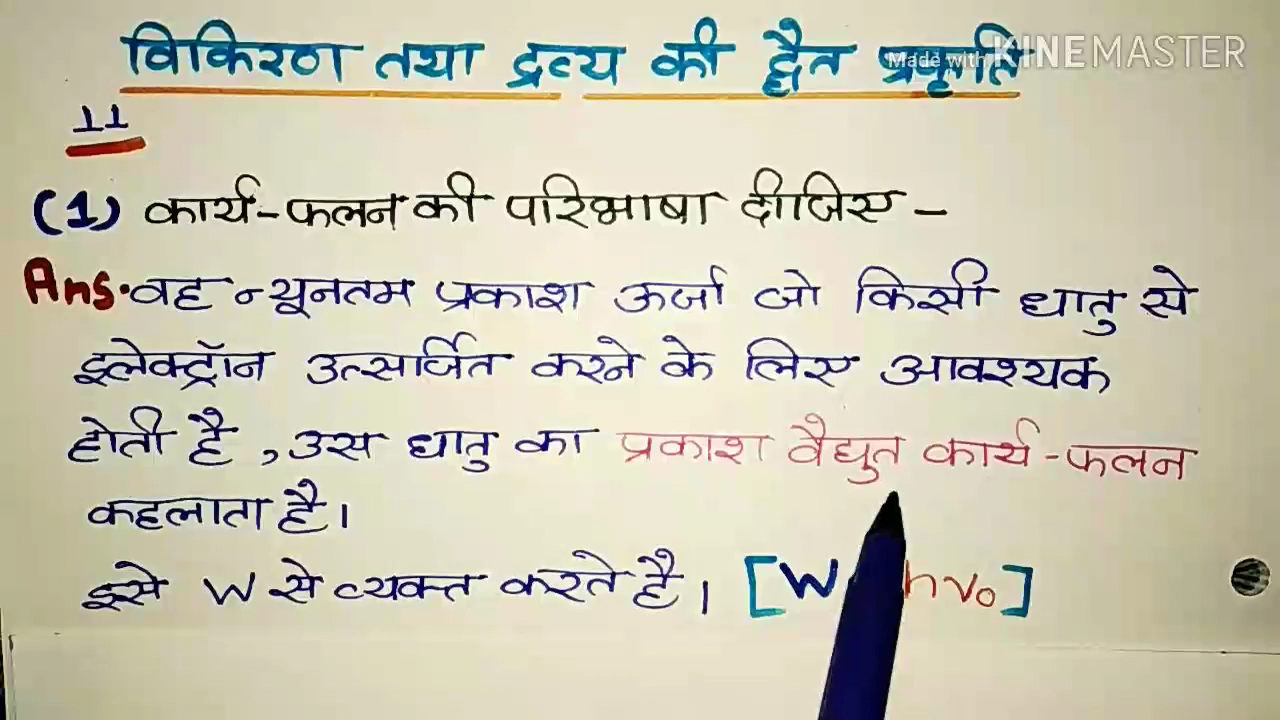 विकिरण तथा द्रव्य की द्वैत प्रकृति
Made with KINEMASTER
11
(1) कार्य-फलन की परिभाषा दीजिए -
Ans. वह न्यूनतम प्रकाश ऊर्जा जो किसी धातु से
इलेक्ट्रॉन उत्सर्जित करने के लिए आवश्यक
होती है, उस धातु का प्रकाश वैद्युत कार्य-फलन
कहलाता है।
इसे W से व्यक्त करते है। [W hν₀]